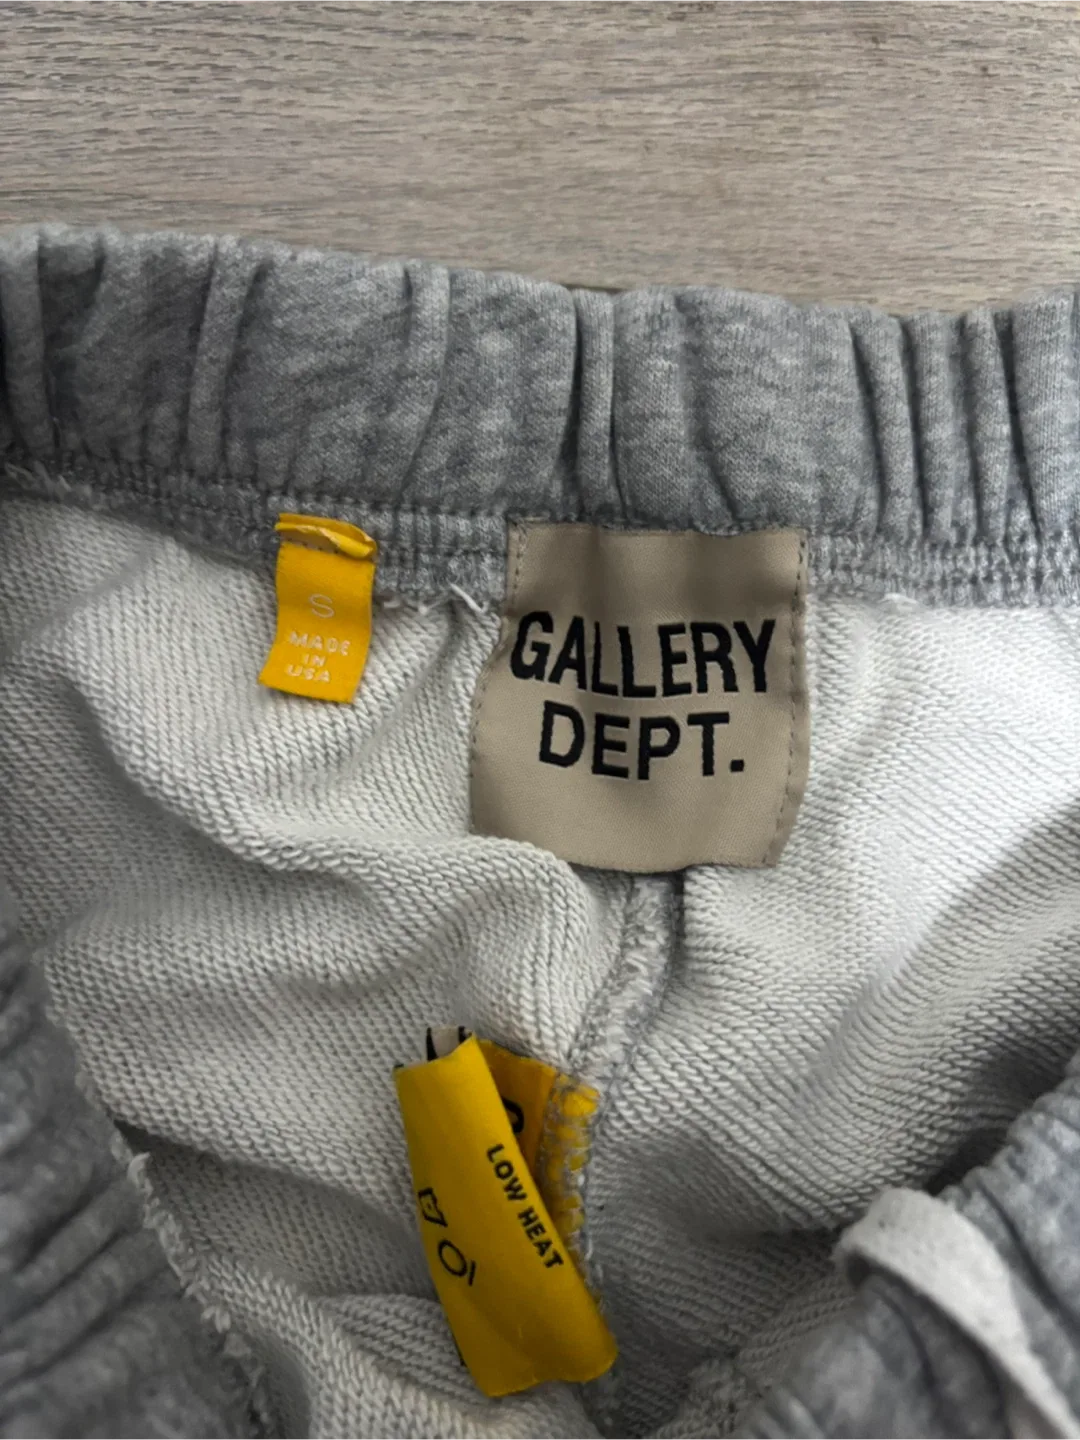 S
MADE
IN
USA
GALLERY
DEPT.
LOW HEAT